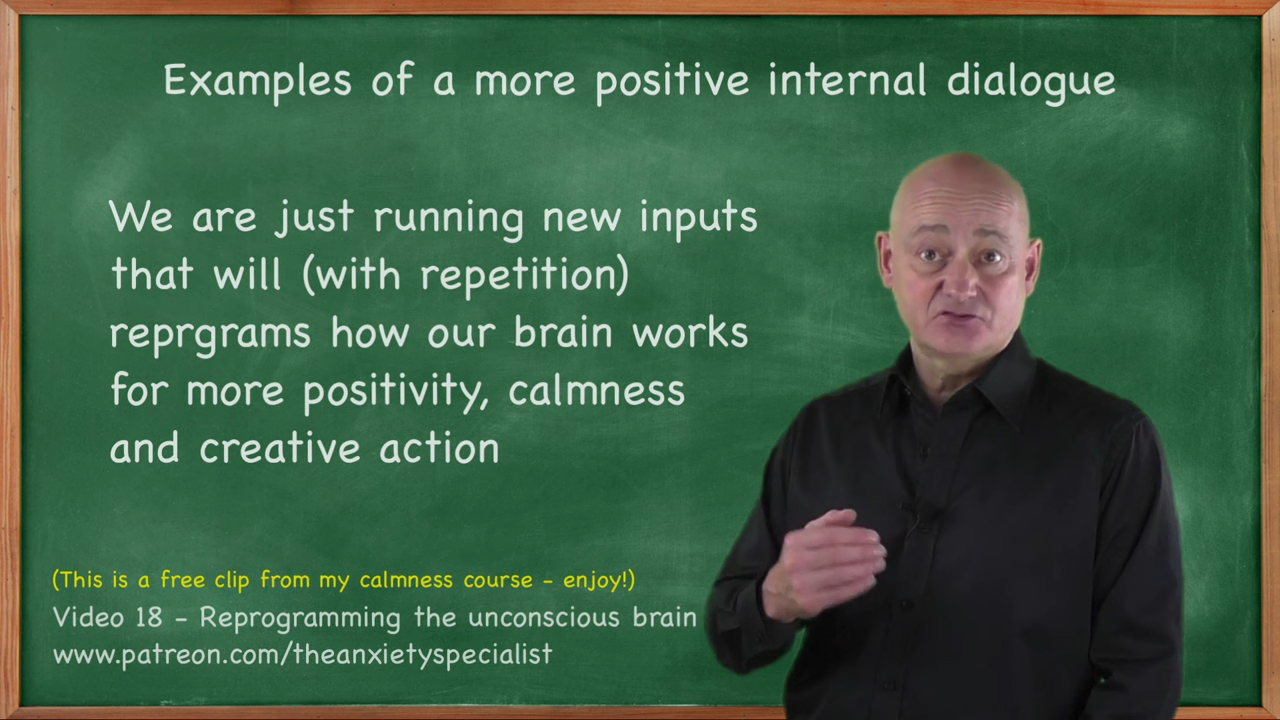 Examples of a more positive internal dialogue
We are just running new inputs
that will (with repetition)
reprgrams how our brain works
for more positivity, calmness
and creative action
(This is a free clip from my calmness course - enjoy!)
Video 18 - Reprogramming the unconscious brain
www.patreon.com/theanxietyspecialist